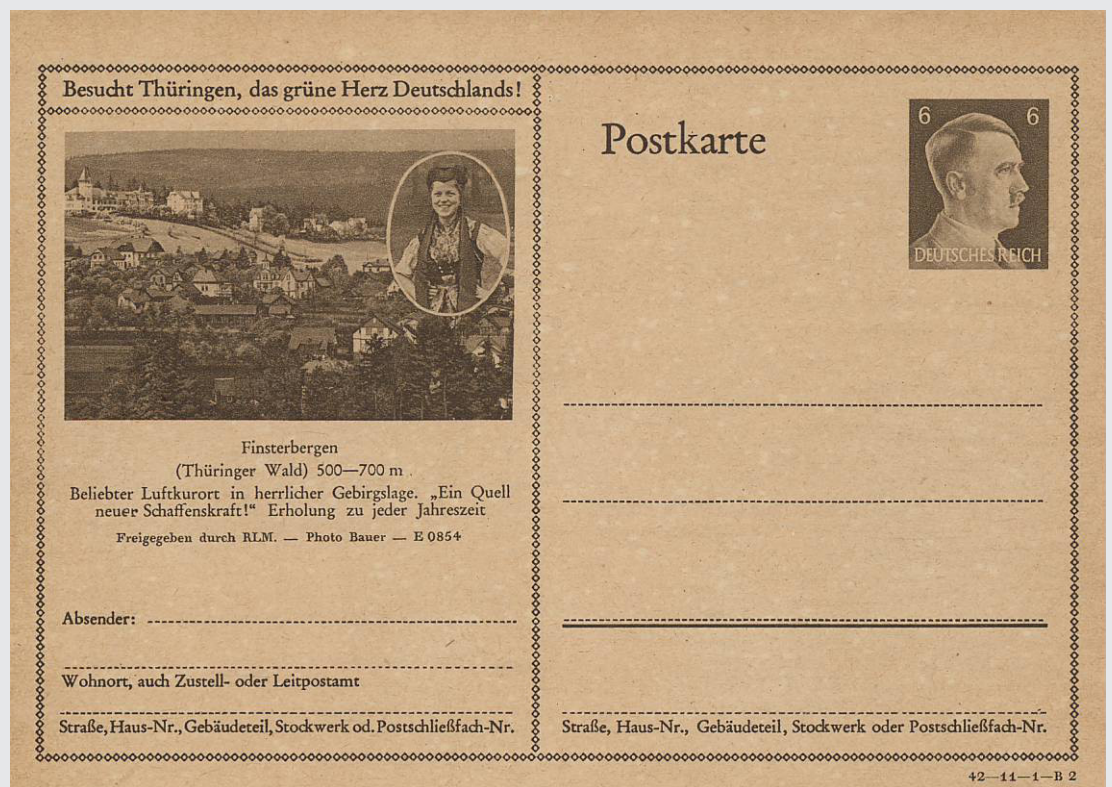 Besucht Thüringen, das grüne Herz Deutschlands!
Finsterbergen
(Thüringer Wald) 500—700 m
Beliebter Luftkurort in herrlicher Gebirgslage. „Ein Quell
neuer Schaffenskraft!“ Erholung zu jeder Jahreszeit
Freigegeben durch RLM. — Photo Bauer — E 0854
Absender:
Wohnort, auch Zustell- oder Leitpostamt
Straße, Haus-Nr., Gebäudeteil, Stockwerk od. Postschließfach-Nr.
Postkarte
6 6
DEUTSCHES REICH
Straße, Haus-Nr., Gebäudeteil, Stockwerk oder Postschließfach-Nr.
42—11—1—B 2